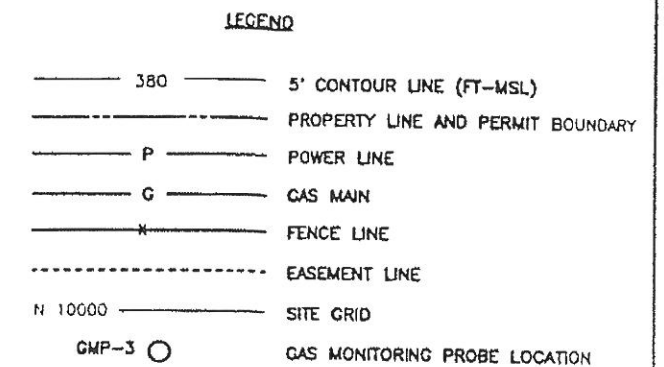 LEGEND
380 5' CONTOUR LINE (FT-MSL)
PROPERTY LINE AND PERMIT BOUNDARY
P POWER LINE
G GAS MAIN
X FENCE LINE
EASEMENT LINE
N 10000 SITE GRID
GMP-3 GAS MONITORING PROBE LOCATION